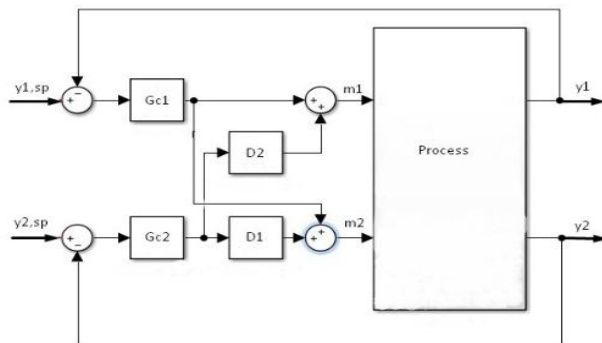 y1
y1,sp
Gc1
m1
D2
Process
y2,sp
Gc2
D1
m2
y2